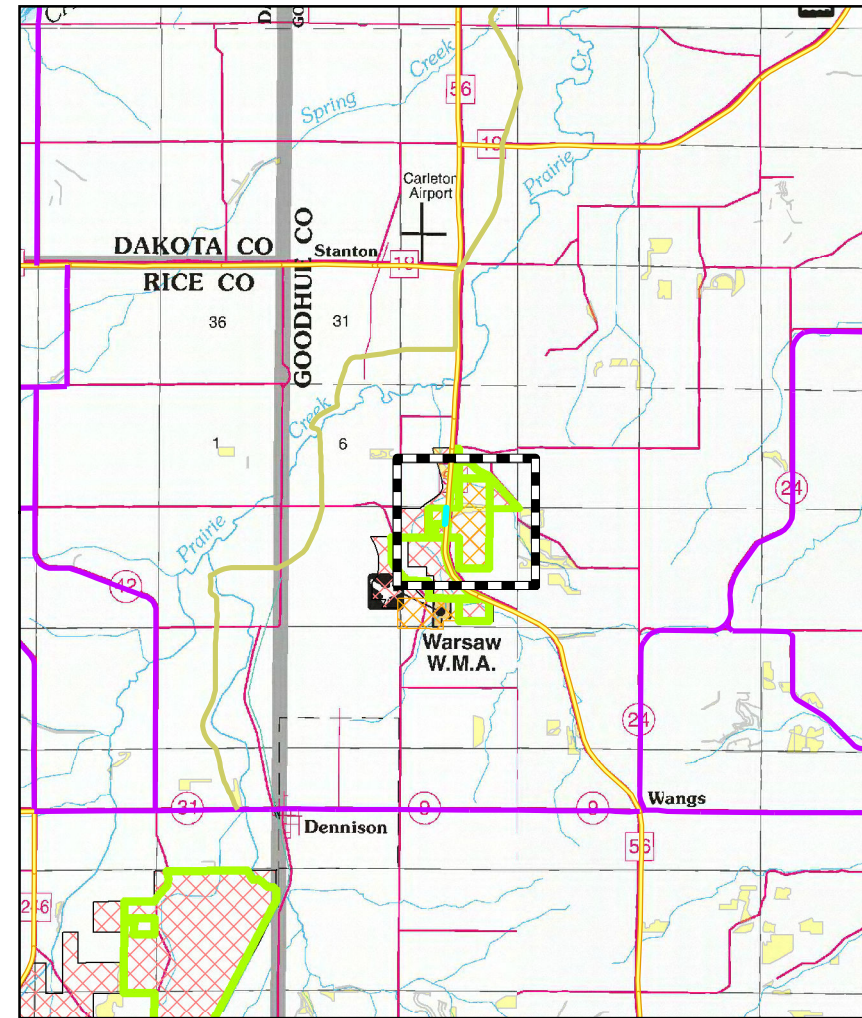 Spring
Creek
Cr
56
19
Prairie
Carleton
Airport
DAKOTA CO
Stanton
19
RICE CO
GOODHUE CO
36
31
Creek
1
6
24
Prairie
12
Warsaw
W.M.A.
24
31
9
9
Wangs
Dennison
56
246